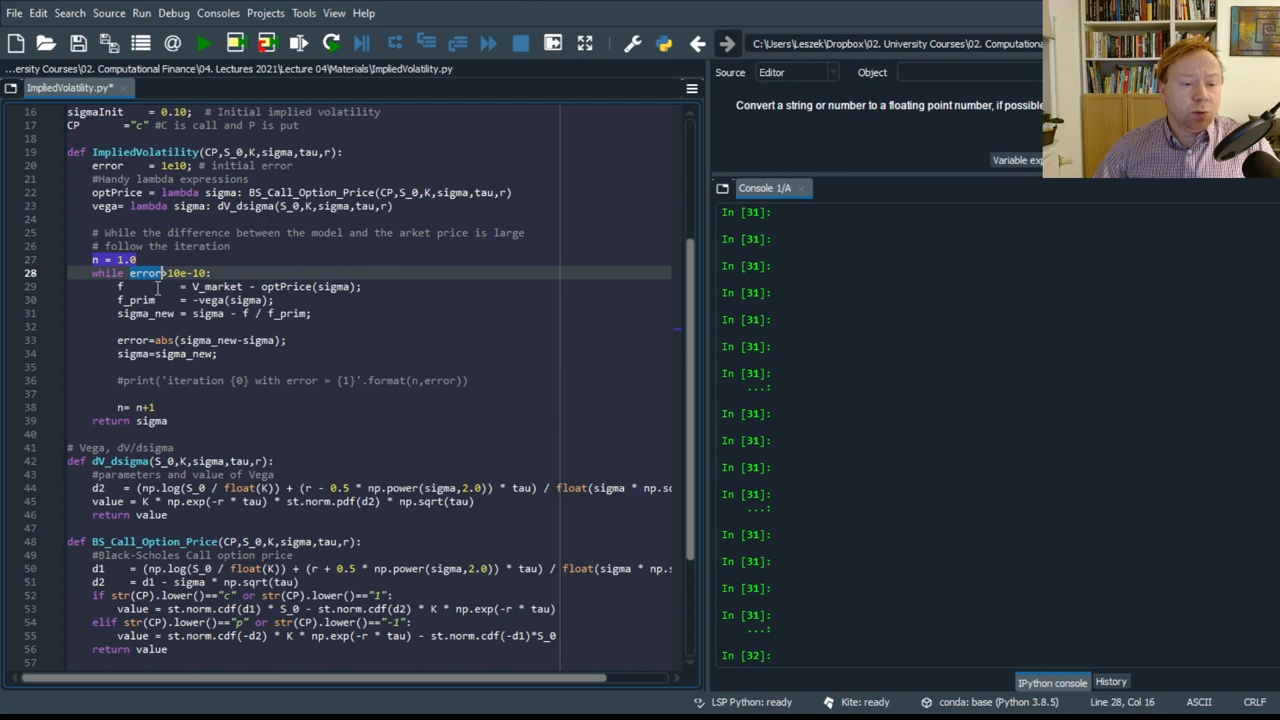 File Edit Search Source Run Debug Consoles Projects Tools View Help
C:\Users\Leszek\Dropbox\02. University Courses\02. Computational
...ersity Courses\02. Computational Finance\04. Lectures 2021\Lecture 04\Materials\ImpliedVolatility.py
ImpliedVolatility.py*
16 sigmaInit    = 0.10;  # Initial implied volatility
17 CP         ="c" #C is call and P is put
18
19 def ImpliedVolatility(CP,S_0,K,sigma,tau,r):
20     error    = 1e10; # initial error
21     #Handy lambda expressions
22     optPrice = lambda sigma: BS_Call_Option_Price(CP,S_0,K,sigma,tau,r)
23     vega= lambda sigma: dV_dsigma(S_0,K,sigma,tau,r)
24
25     # While the difference between the model and the arket price is large
26     # follow the iteration
27     n = 1.0
28     while error>10e-10:
29         f         = V_market - optPrice(sigma);
30         f_prim    = -vega(sigma);
31         sigma_new = sigma - f / f_prim;
32
33         error=abs(sigma_new-sigma);
34         sigma=sigma_new;
35
36         #print('iteration {0} with error = {1}'.format(n,error))
37
38         n= n+1
39     return sigma
40
41 # Vega, dV/dsigma
42 def dV_dsigma(S_0,K,sigma,tau,r):
43     #parameters and value of Vega
44     d2   = (np.log(S_0 / float(K)) + (r - 0.5 * np.power(sigma,2.0)) * tau) / float(sigma * np.sq
45     value = K * np.exp(-r * tau) * st.norm.pdf(d2) * np.sqrt(tau)
46     return value
47
48 def BS_Call_Option_Price(CP,S_0,K,sigma,tau,r):
49     #Black-Scholes Call option price
50     d1   = (np.log(S_0 / float(K)) + (r + 0.5 * np.power(sigma,2.0)) * tau) / float(sigma * np.s
51     d2   = d1 - sigma * np.sqrt(tau)
52     if str(CP).lower()=="c" or str(CP).lower()=="1":
53         value = st.norm.cdf(d1) * S_0 - st.norm.cdf(d2) * K * np.exp(-r * tau)
54     elif str(CP).lower()=="p" or str(CP).lower()=="-1":
55         value = st.norm.cdf(-d2) * K * np.exp(-r * tau) - st.norm.cdf(-d1)*S_0
56     return value
57
Source Editor Object
Convert a string or number to a floating point number, if possible
Variable exp
Console 1/A
In [31]:
In [31]:
In [31]:
In [31]:
In [31]:
In [31]:
In [31]:
...:
In [31]:
In [31]:
In [31]:
In [31]:
...:
In [31]:
In [31]:
In [31]:
In [31]:
...:
In [32]:
IPython console History
LSP Python: ready Kite: ready conda: base (Python 3.8.5) Line 28, Col 16 ASCII CRLF